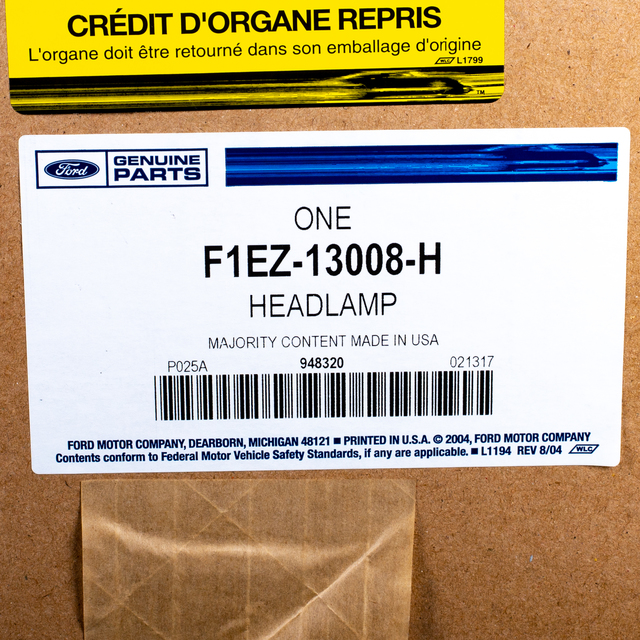 CRÉDIT D'ORGANE REPRIS
L'organe doit être retourné dans son emballage d'origine
WLC L1799
™
Ford GENUINE PARTS
ONE
F1EZ-13008-H
HEADLAMP
MAJORITY CONTENT MADE IN USA
P025A 948320 021317
FORD MOTOR COMPANY, DEARBORN, MICHIGAN 48121 ■ PRINTED IN U.S.A. © 2004, FORD MOTOR COMPANY
Contents conform to Federal Motor Vehicle Safety Standards, if any are applicable. ■ L1194 REV 8/04 WLC